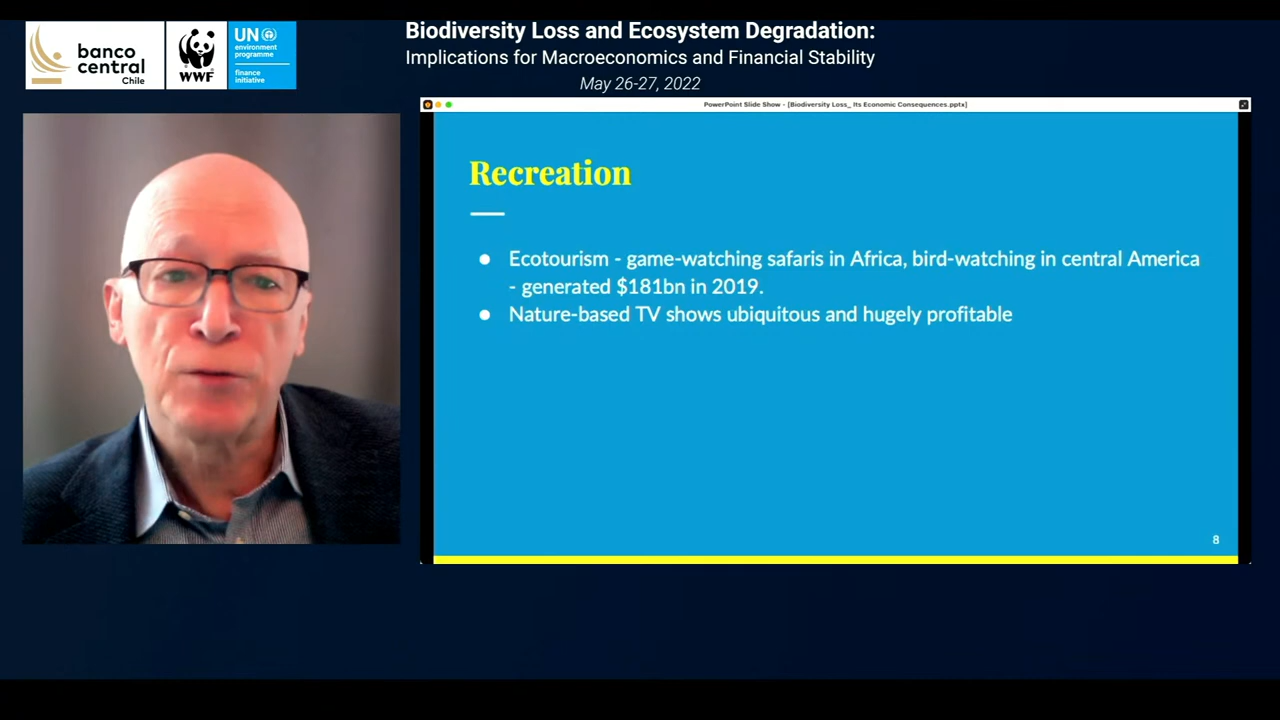 banco
central
Chile
WWF
UN
environment
programme
finance
initiative
Biodiversity Loss and Ecosystem Degradation:
Implications for Macroeconomics and Financial Stability
May 26-27, 2022
PowerPoint Slide Show - [Biodiversity Loss_ Its Economic Consequences.pptx]
Recreation
● Ecotourism - game-watching safaris in Africa, bird-watching in central America
- generated $181bn in 2019.
● Nature-based TV shows ubiquitous and hugely profitable
8